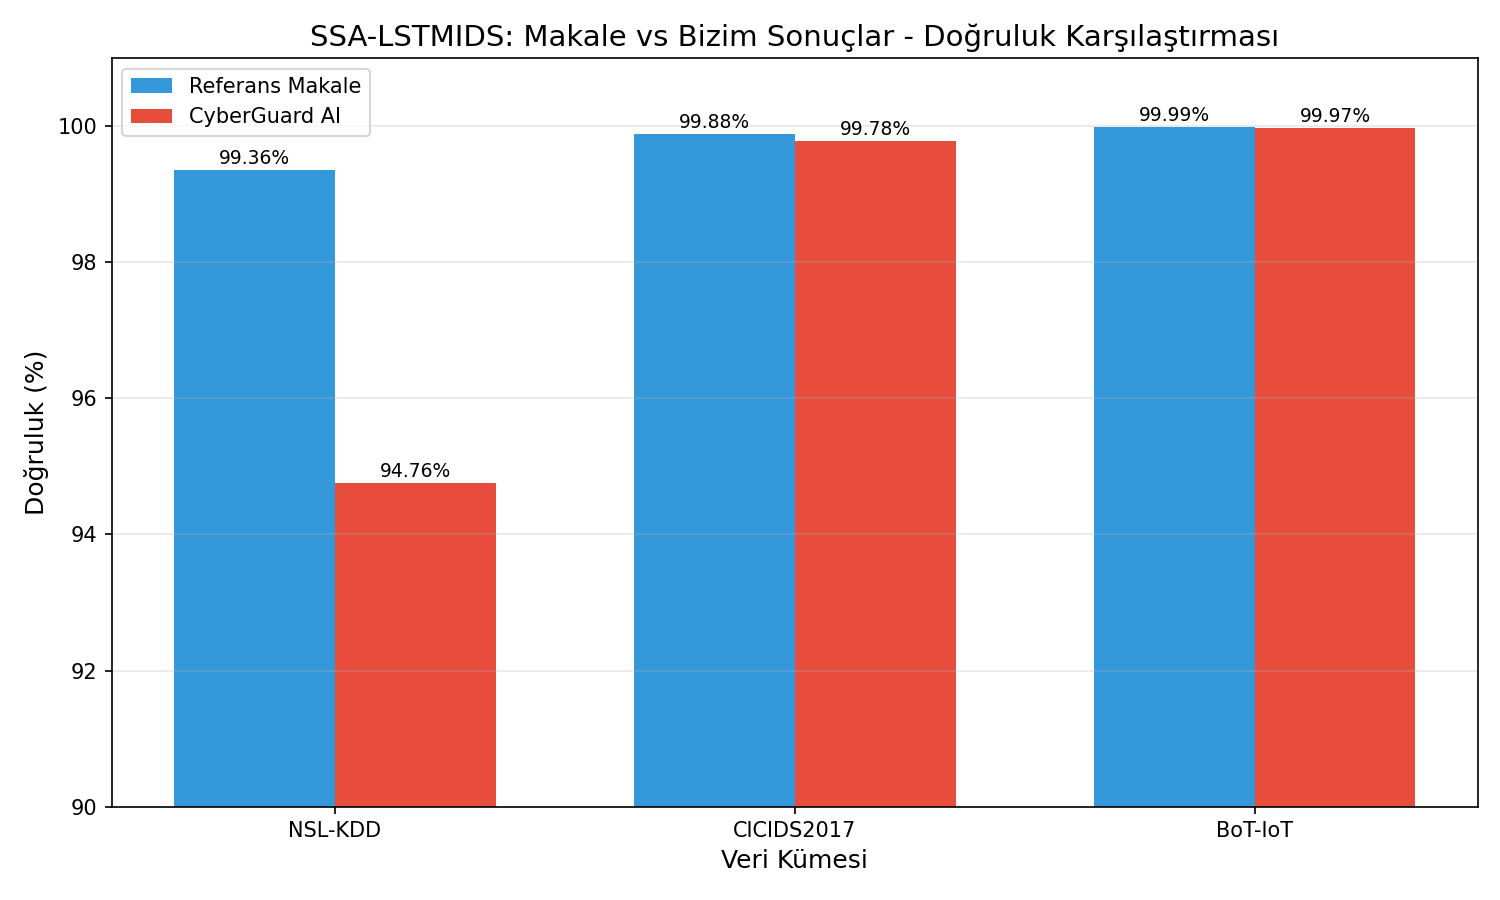 SSA-LSTMIDS: Makale vs Bizim Sonuçlar - Doğruluk Karşılaştırması
Referans Makale
CyberGuard AI
99.36%
94.76%
99.88%
99.78%
99.99%
99.97%
100
98
96
94
92
90
Doğruluk (%)
NSL-KDD
CICIDS2017
BoT-IoT
Veri Kümesi